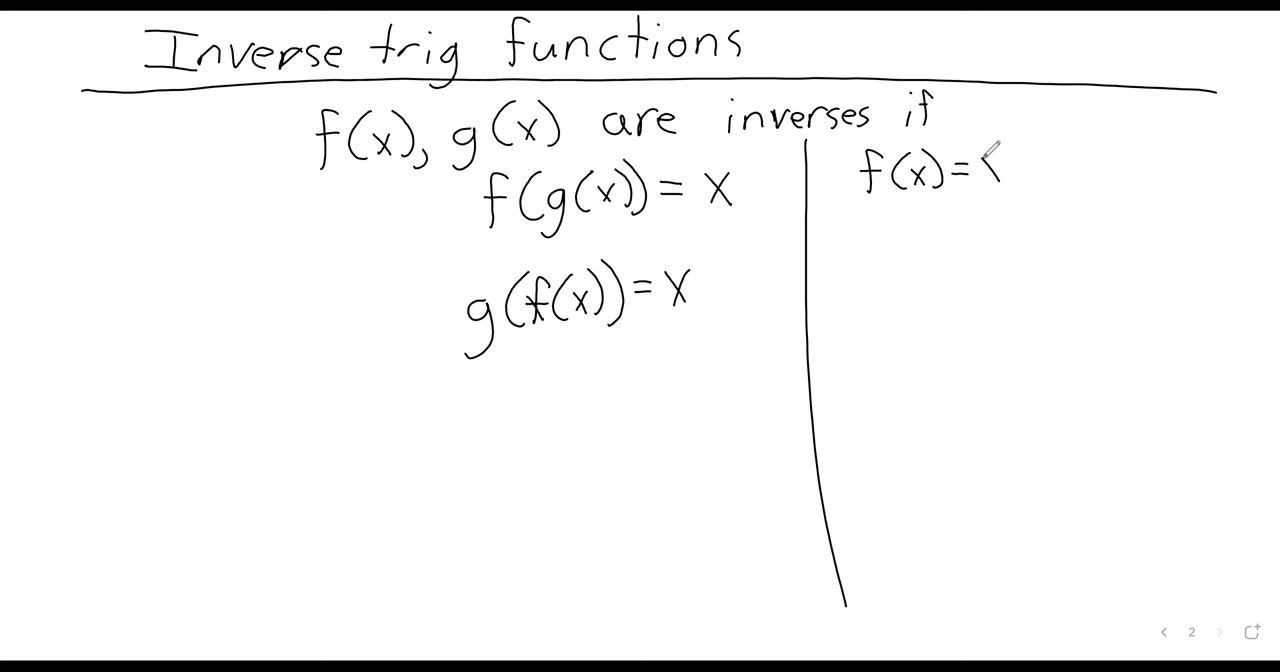 Inverse trig functions
f(x), g(x) are inverses if
f(g(x)) = x
g(f(x)) = x
f(x) =
2